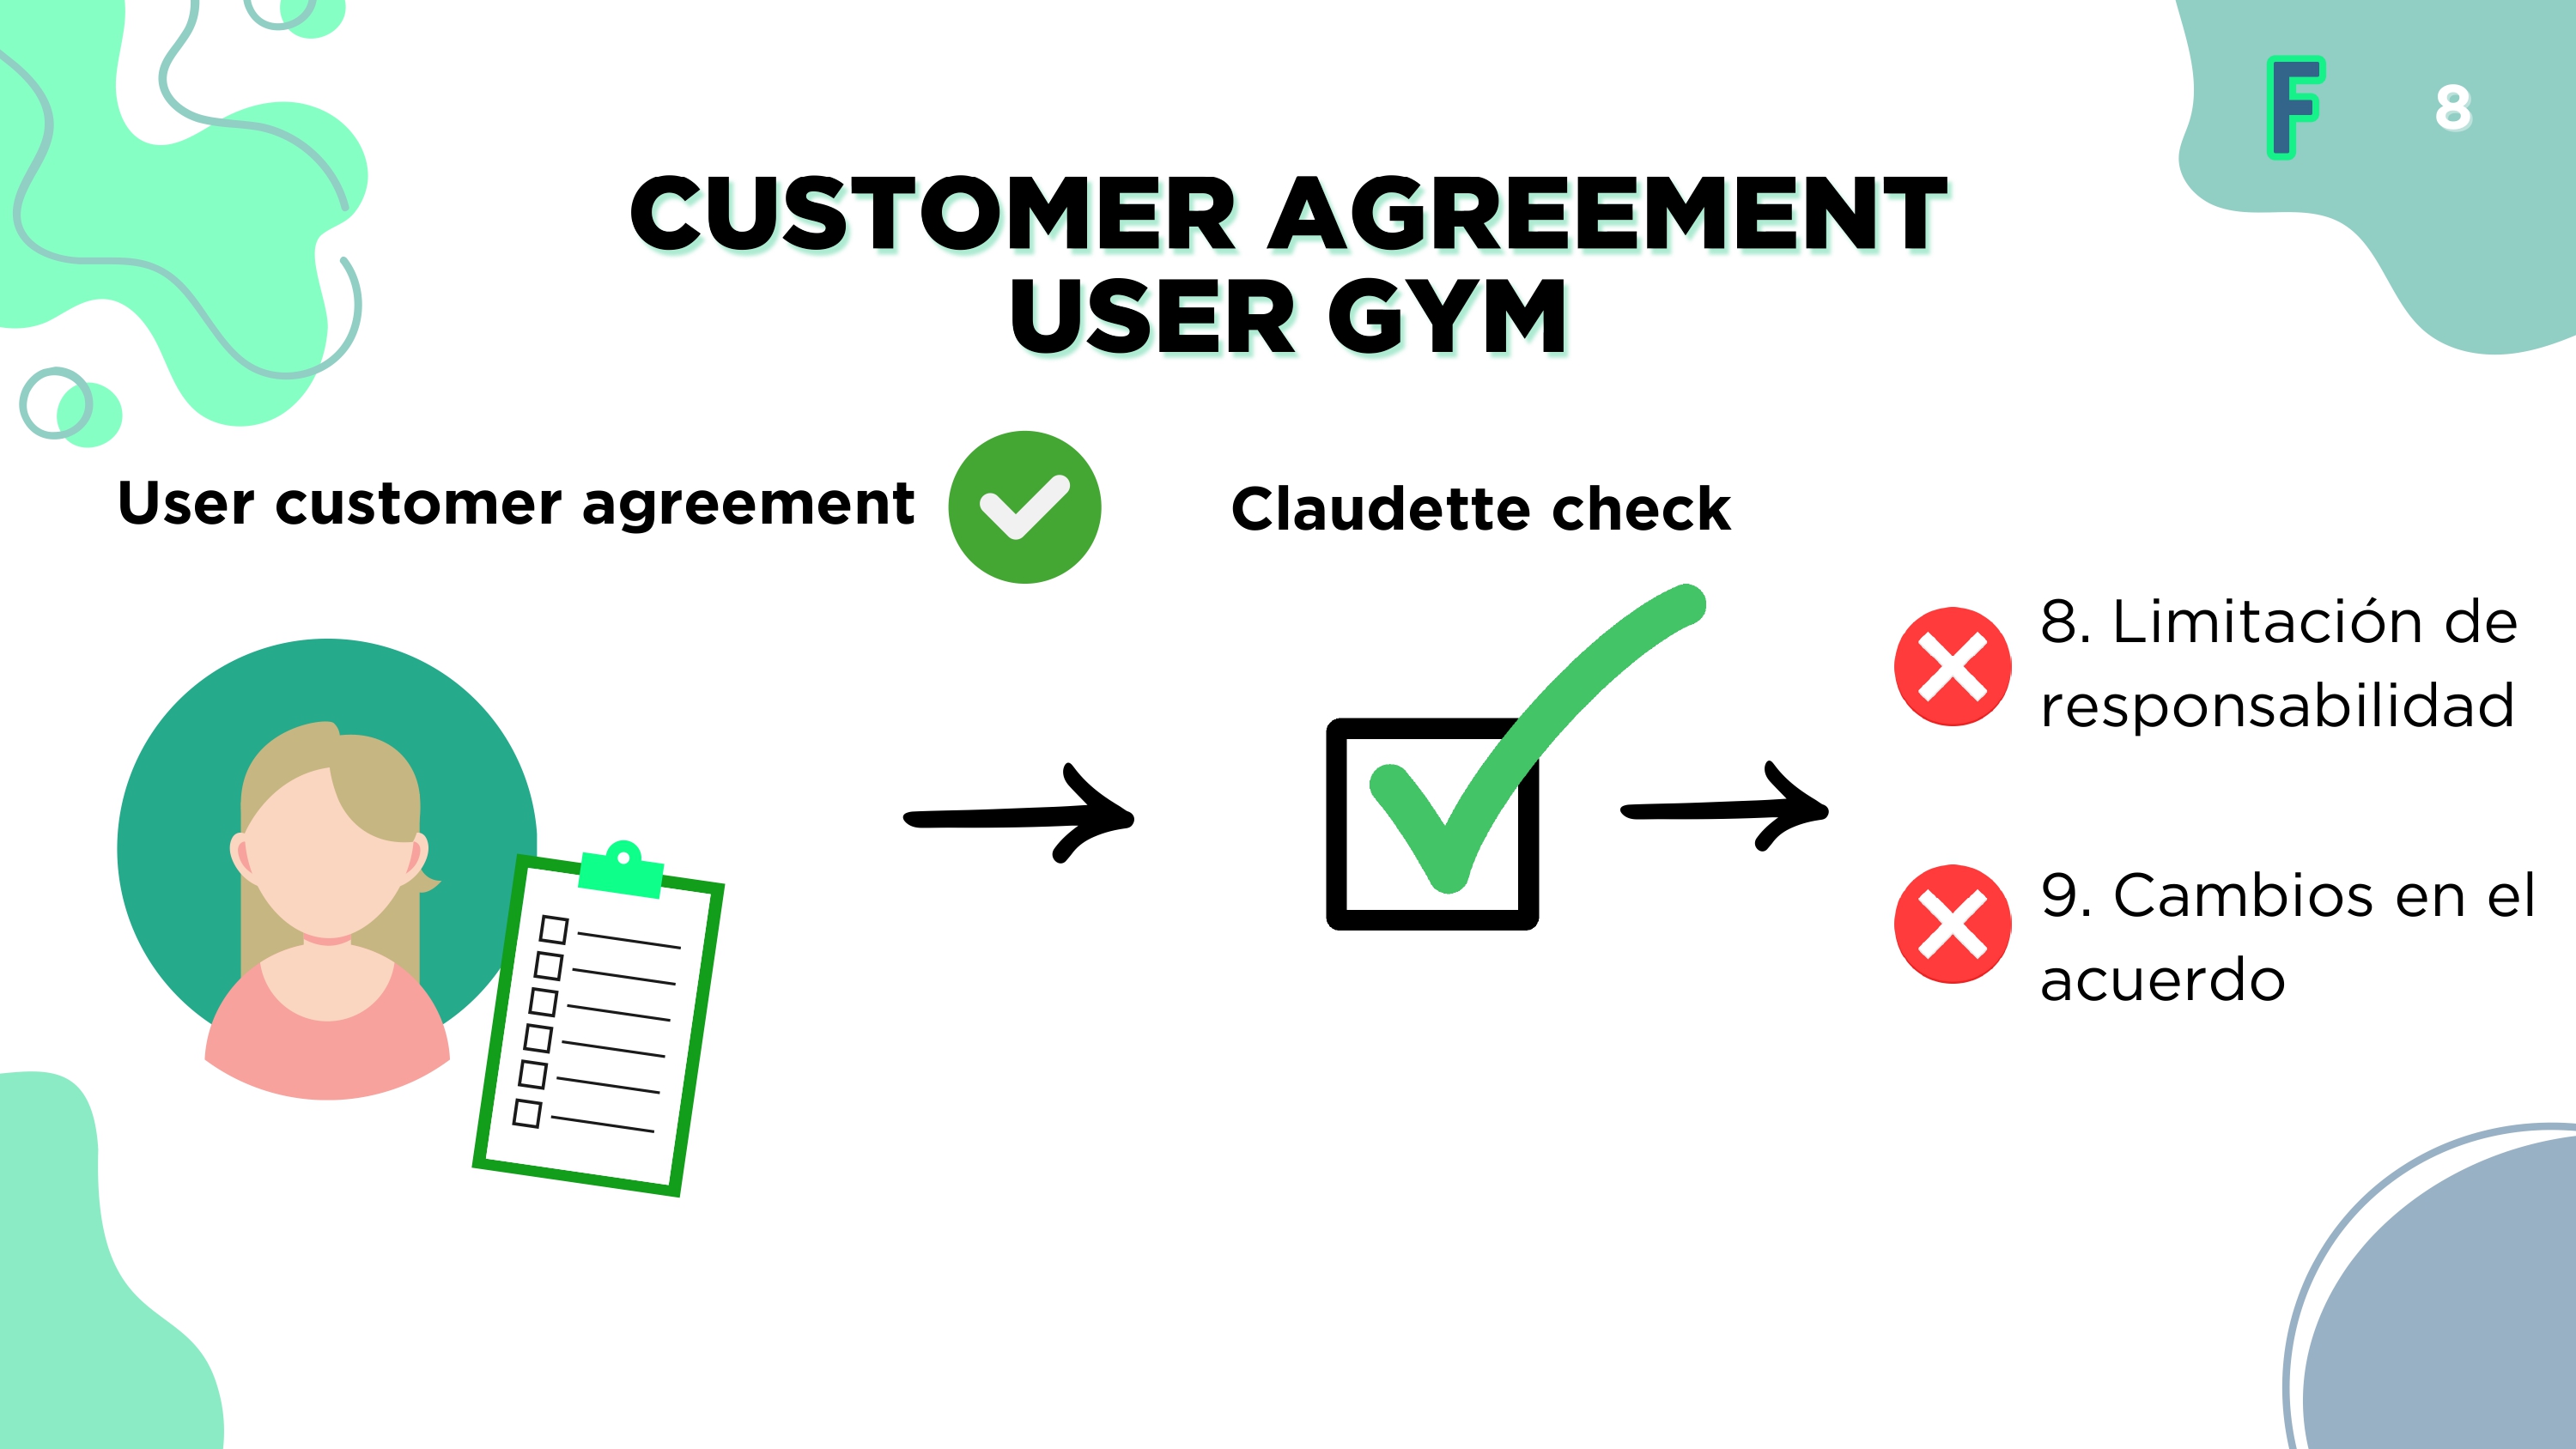 F
8
CUSTOMER AGREEMENT
USER GYM
User customer agreement
Claudette check
8. Limitación de
responsabilidad
9. Cambios en el
acuerdo